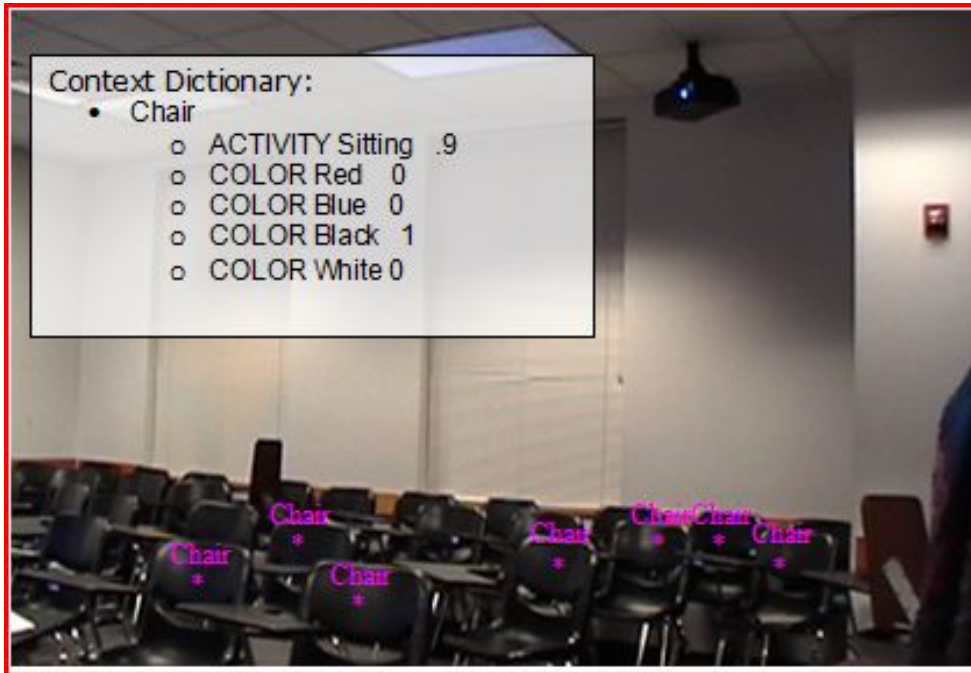 Context Dictionary:
• Chair
o ACTIVITY Sitting .9
o COLOR Red 0
o COLOR Blue 0
o COLOR Black 1
o COLOR White 0
Chair
*
ChairChair
* *
Chair
*
Chair
*
Chair
*
Chair
*